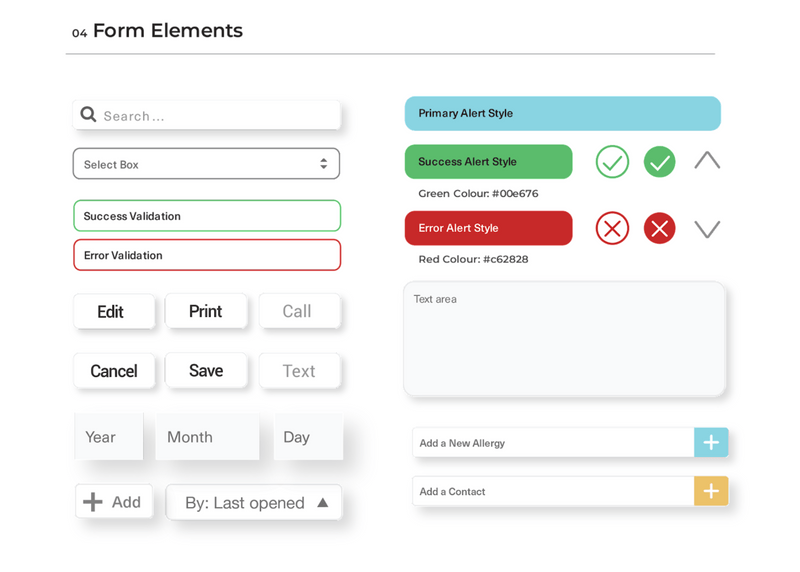 04 Form Elements
Search...
Select Box
Success Validation
Error Validation
Edit
Print
Call
Cancel
Save
Text
Year
Month
Day
Add
By: Last opened
Primary Alert Style
Success Alert Style
Green Colour: #00e676
Error Alert Style
Red Colour: #c62828
Text area
Add a New Allergy
Add a Contact